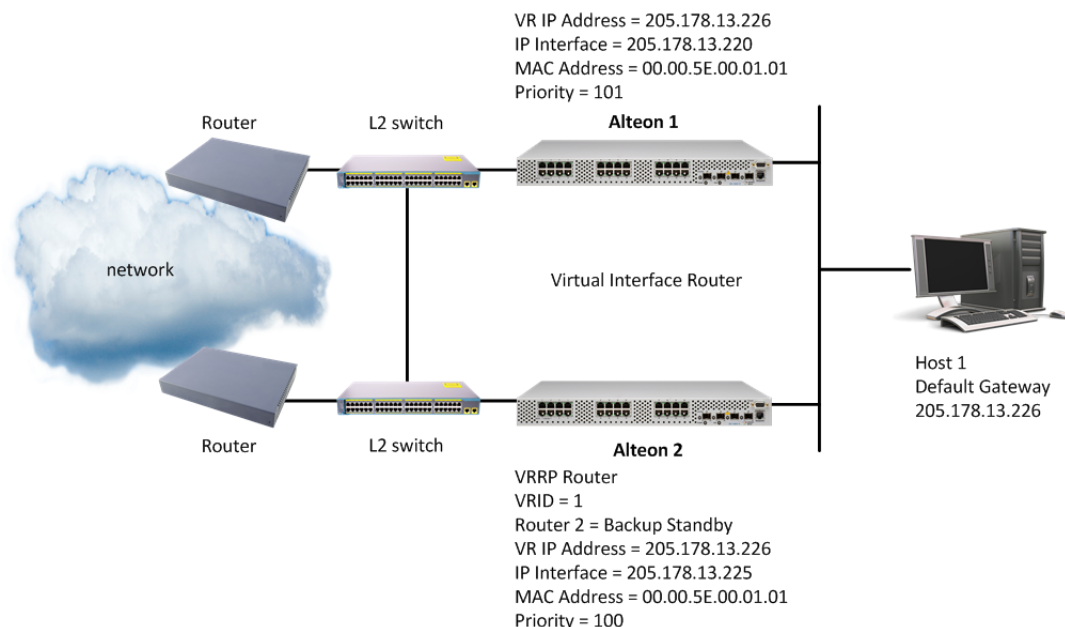 VR IP Address = 205.178.13.226
IP Interface = 205.178.13.220
MAC Address = 00.00.5E.00.01.01
Priority = 101
Router
L2 switch
Alteon 1
network
Virtual Interface Router
Host 1
Default Gateway
205.178.13.226
Router
L2 switch
Alteon 2
VRRP Router
VRID = 1
Router 2 = Backup Standby
VR IP Address = 205.178.13.226
IP Interface = 205.178.13.225
MAC Address = 00.00.5E.00.01.01
Priority = 100